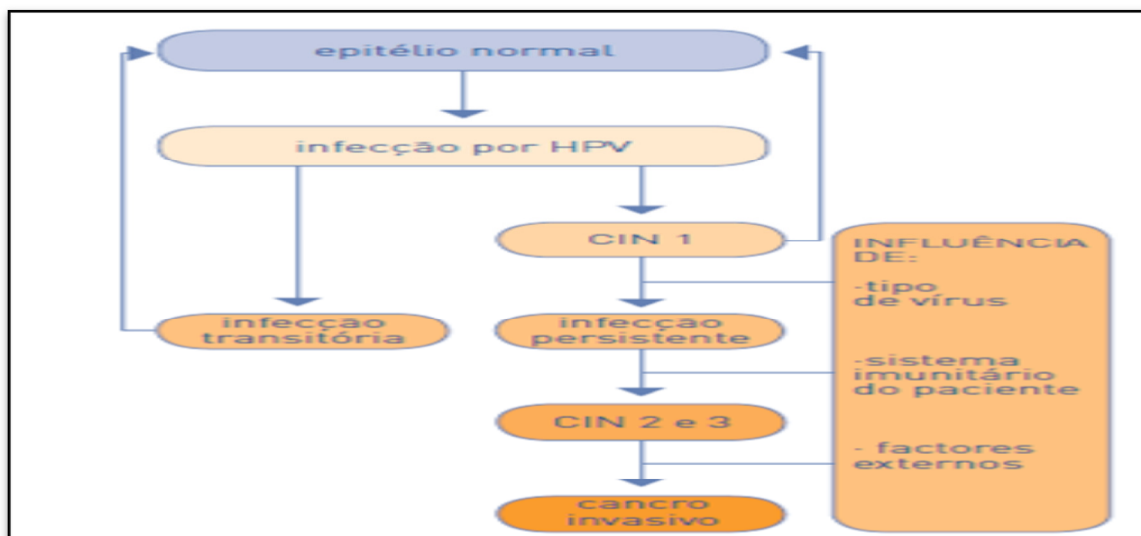 epitélio normal
infecção por HPV
CIN 1
infecção
transitória
infecção
persistente
CIN 2 e 3
cancro
invasivo
INFLUÊNCIA
DE:
-tipo
de vírus
-sistema
imunitário
do paciente
- factores
externos